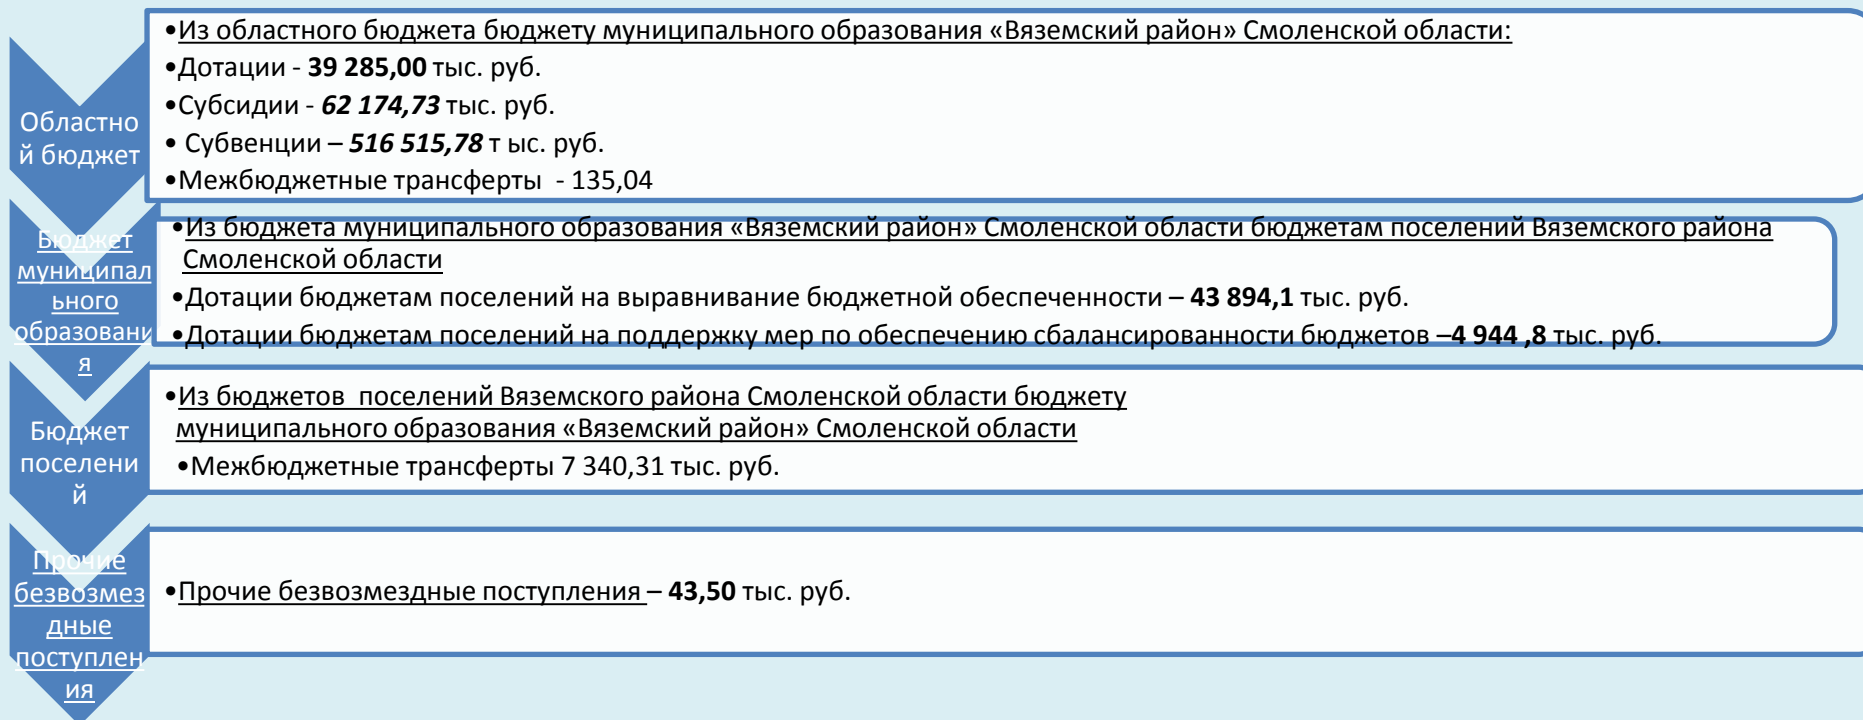 Областно
й бюджет
•Из областного бюджета бюджету муниципального образования «Вяземский район» Смоленской области:
•Дотации - 39 285,00 тыс. руб.
•Субсидии - 62 174,73 тыс. руб.
• Субвенции – 516 515,78 т ыс. руб.
•Межбюджетные трансферты - 135,04
Бюджет
муниципал
ьного
образовани
я
•Из бюджета муниципального образования «Вяземский район» Смоленской области бюджетам поселений Вяземского района
Смоленской области
•Дотации бюджетам поселений на выравнивание бюджетной обеспеченности – 43 894,1 тыс. руб.
•Дотации бюджетам поселений на поддержку мер по обеспечению сбалансированности бюджетов –4 944 ,8 тыс. руб.
Бюджет
поселени
й
•Из бюджетов поселений Вяземского района Смоленской области бюджету
муниципального образования «Вяземский район» Смоленской области
•Межбюджетные трансферты 7 340,31 тыс. руб.
Прочие
безвозмез
дные
поступлен
ия
•Прочие безвозмездные поступления – 43,50 тыс. руб.